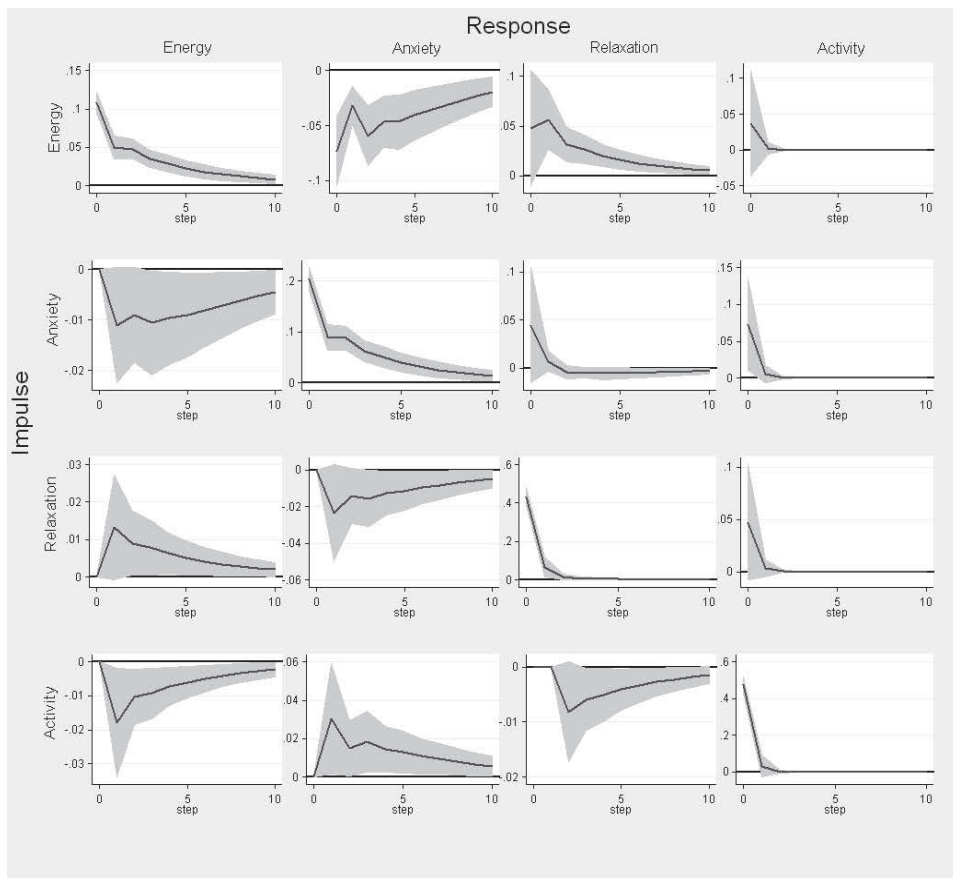 Response
Energy Anxiety Relaxation Activity
Impulse
Energy
.15
.1
.05
0
0 5 10
step
0
-.05
-.1
0 5 10
step
.1
.05
0
0 5 10
step
.1
.05
0
-.05
0 5 10
step
Anxiety
0
-.01
-.02
0 5 10
step
.2
.1
0
0 5 10
step
.1
.05
0
-.05
0 5 10
step
.15
.1
.05
0
0 5 10
step
Relaxation
.03
.02
.01
0
0 5 10
step
0
-.02
-.04
-.06
0 5 10
step
.6
.4
.2
0
0 5 10
step
.1
.05
0
0 5 10
step
Activity
0
-.01
-.02
-.03
0 5 10
step
.06
.04
.02
0
0 5 10
step
0
-.01
-.02
0 5 10
step
.6
.4
.2
0
0 5 10
step